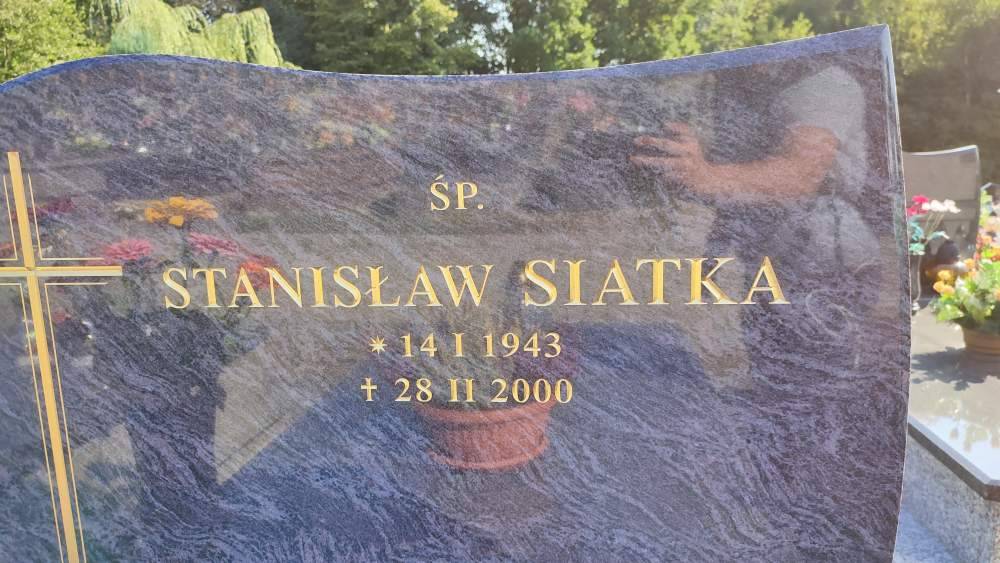 ŚP.
STANISŁAW SIATKA
✴ 14 I 1943
✝ 28 II 2000